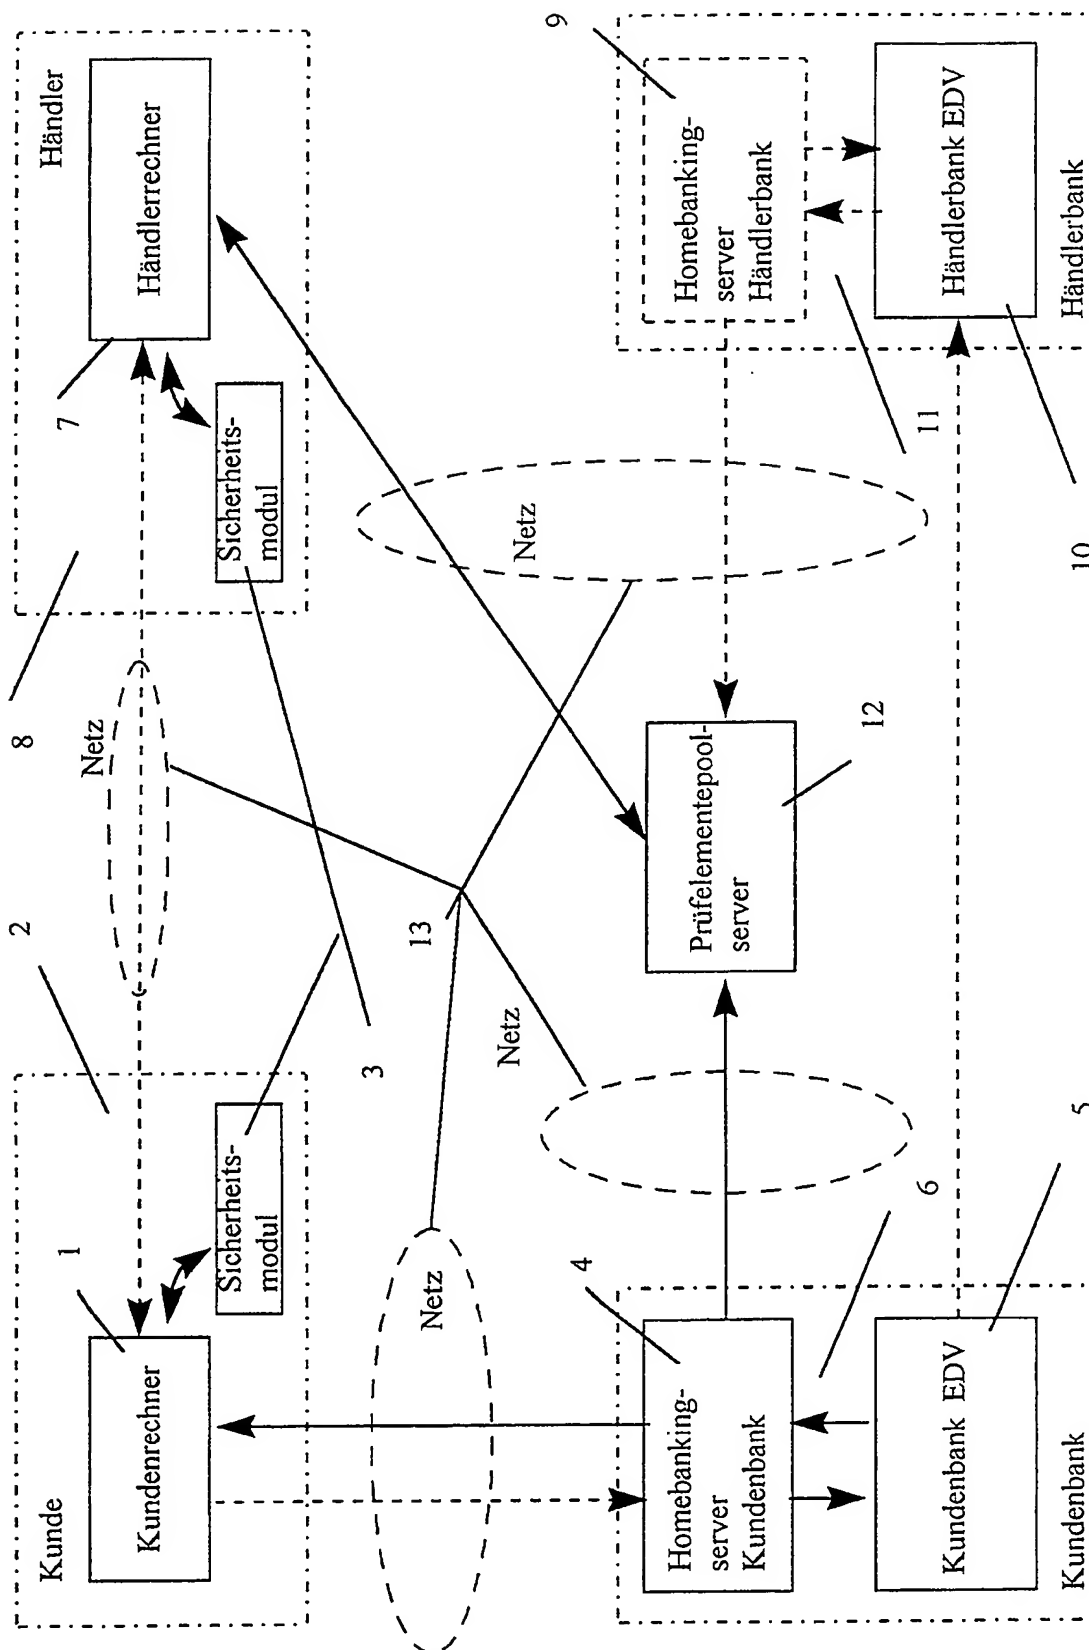 2
8
Kunde
Händler
1
7
Netz
Kundenrechner
Händlerrechner
Sicherheits-
modul
Sicherheits-
modul
3
13
Netz
Netz
Netz
9
4
Homebanking-
server
Kundenbank
Prüfelementepool-
server
Homebanking-
server
Händlerbank
12
6
11
Kundenbank EDV
Händlerbank EDV
5
10
Kundenbank
Händlerbank